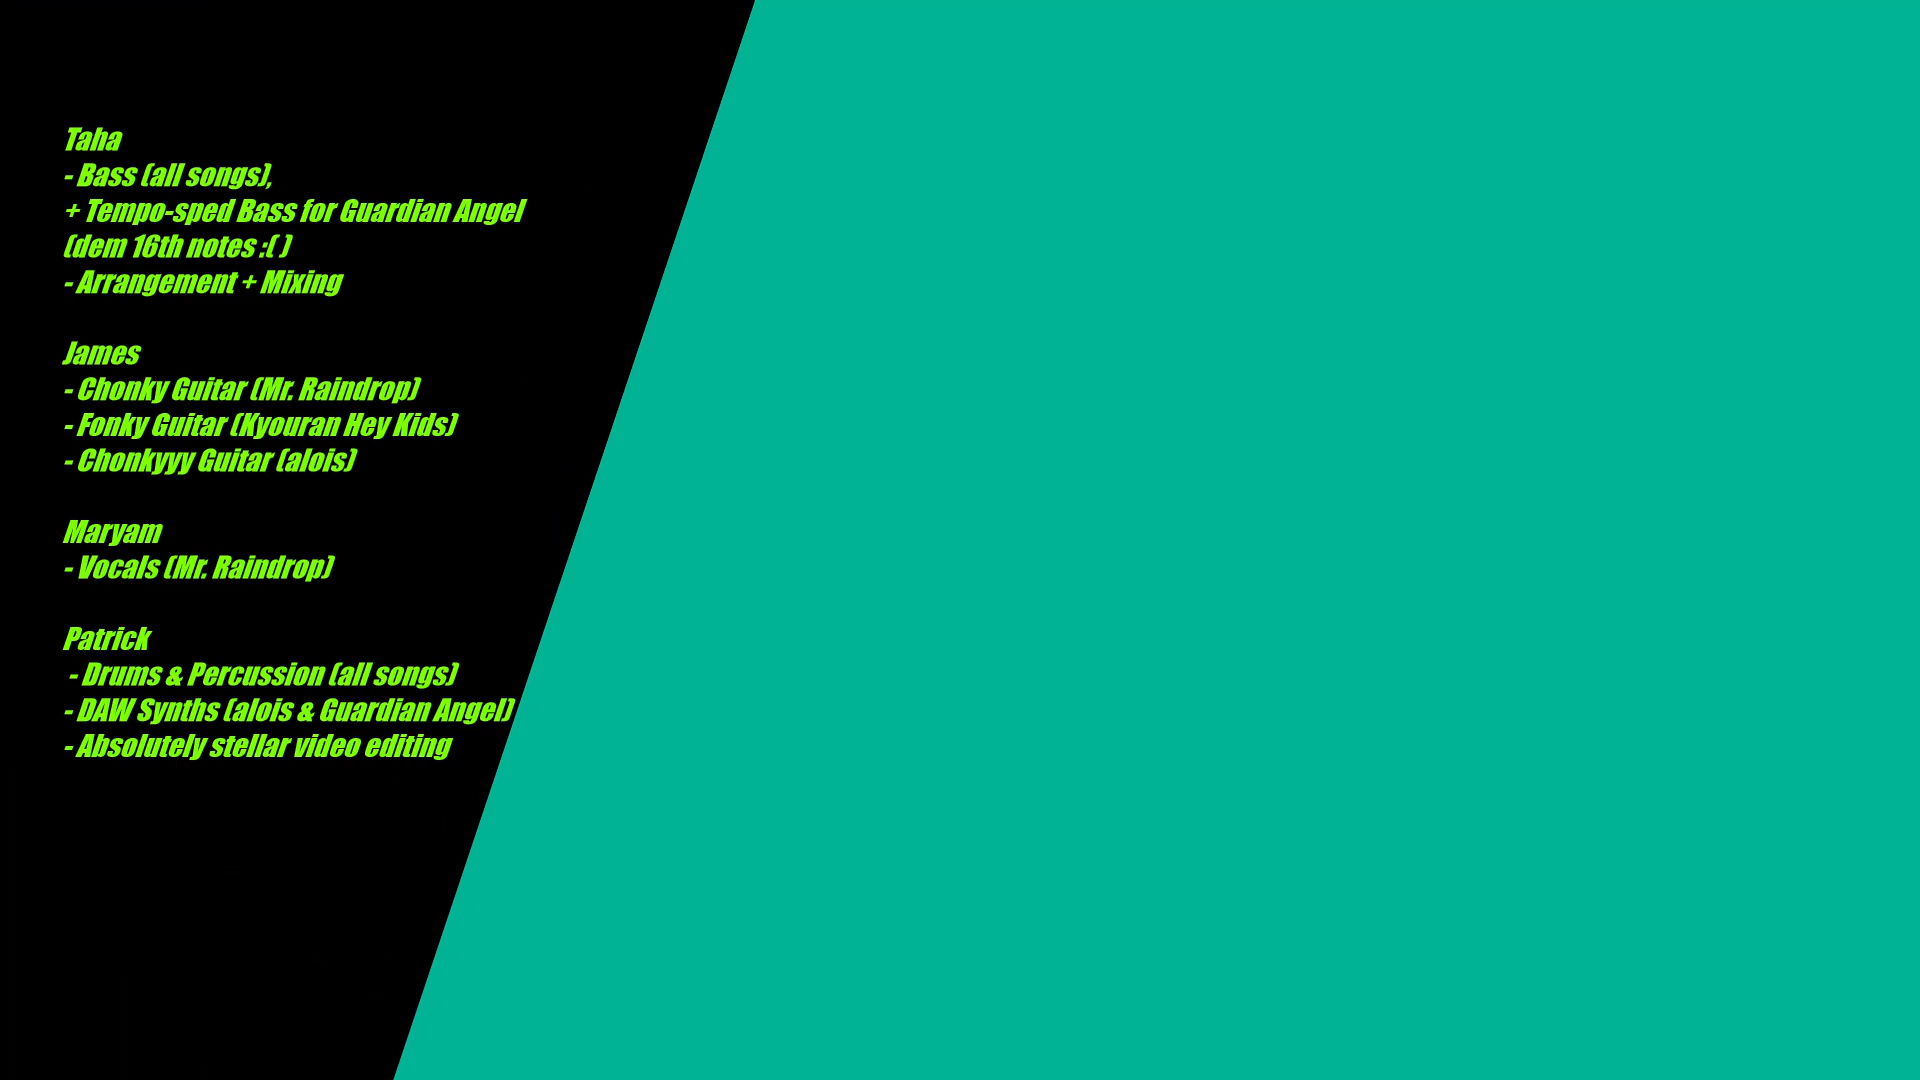 Taha
- Bass (all songs),
+ Tempo-sped Bass for Guardian Angel
(dem 16th notes :( )
- Arrangement + Mixing
James
- Chonky Guitar (Mr. Raindrop)
- Fonky Guitar (Kyouran Hey Kids)
- Chonkyyy Guitar (alois)
Maryam
- Vocals (Mr. Raindrop)
Patrick
- Drums & Percussion (all songs)
- DAW Synths (alois & Guardian Angel)
- Absolutely stellar video editing